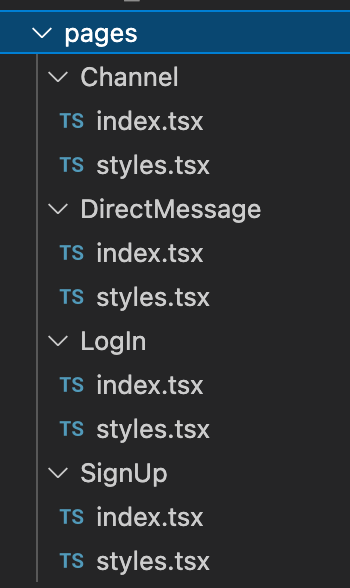 pages
Channel
TS index.tsx
TS styles.tsx
DirectMessage
TS index.tsx
TS styles.tsx
LogIn
TS index.tsx
TS styles.tsx
SignUp
TS index.tsx
TS styles.tsx